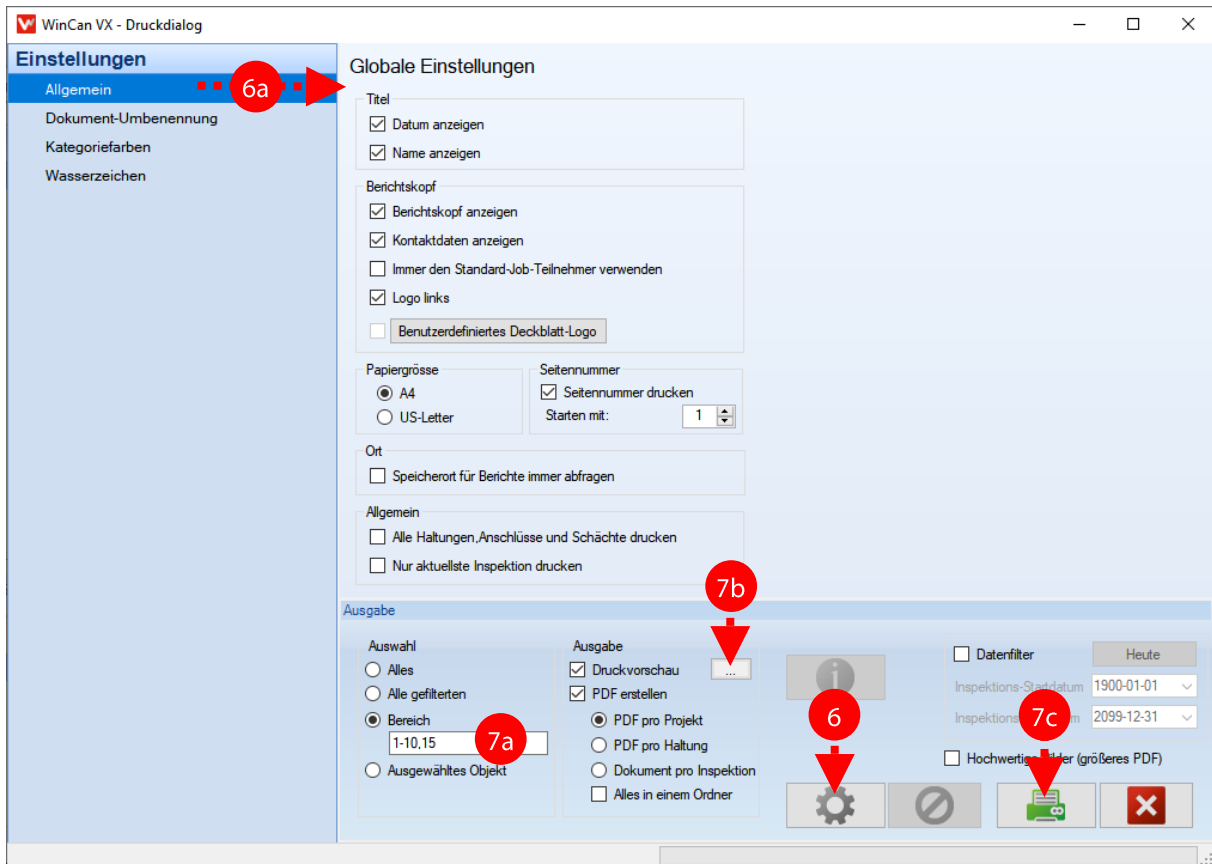 WinCan VX - Druckdialog
Einstellungen
Allgemein
6a
Dokument-Umbenennung
Kategoriefarben
Wasserzeichen
Globale Einstellungen
Titel
Datum anzeigen
Name anzeigen
Berichtskopf
Berichtskopf anzeigen
Kontaktdaten anzeigen
Immer den Standard-Job-Teilnehmer verwenden
Logo links
Benutzerdefiniertes Deckblatt-Logo
Papiergrösse
A4
US-Letter
Seitennummer
Seitennummer drucken
Starten mit: 1
Ort
Speicherort für Berichte immer abfragen
Allgemein
Alle Haltungen,Anschlüsse und Schächte drucken
Nur aktuellste Inspektion drucken
7b
Ausgabe
Auswahl
Alles
Alle gefilterten
Bereich
1-10,15
7a
Ausgewähltes Objekt
Ausgabe
Druckvorschau ...
PDF erstellen
PDF pro Projekt
PDF pro Haltung
Dokument pro Inspektion
Alles in einem Ordner
6
Datenfilter Heute
Inspektions-Startdatum 1900-01-01
2099-12-31
7c
Hochwertige (größeres PDF)